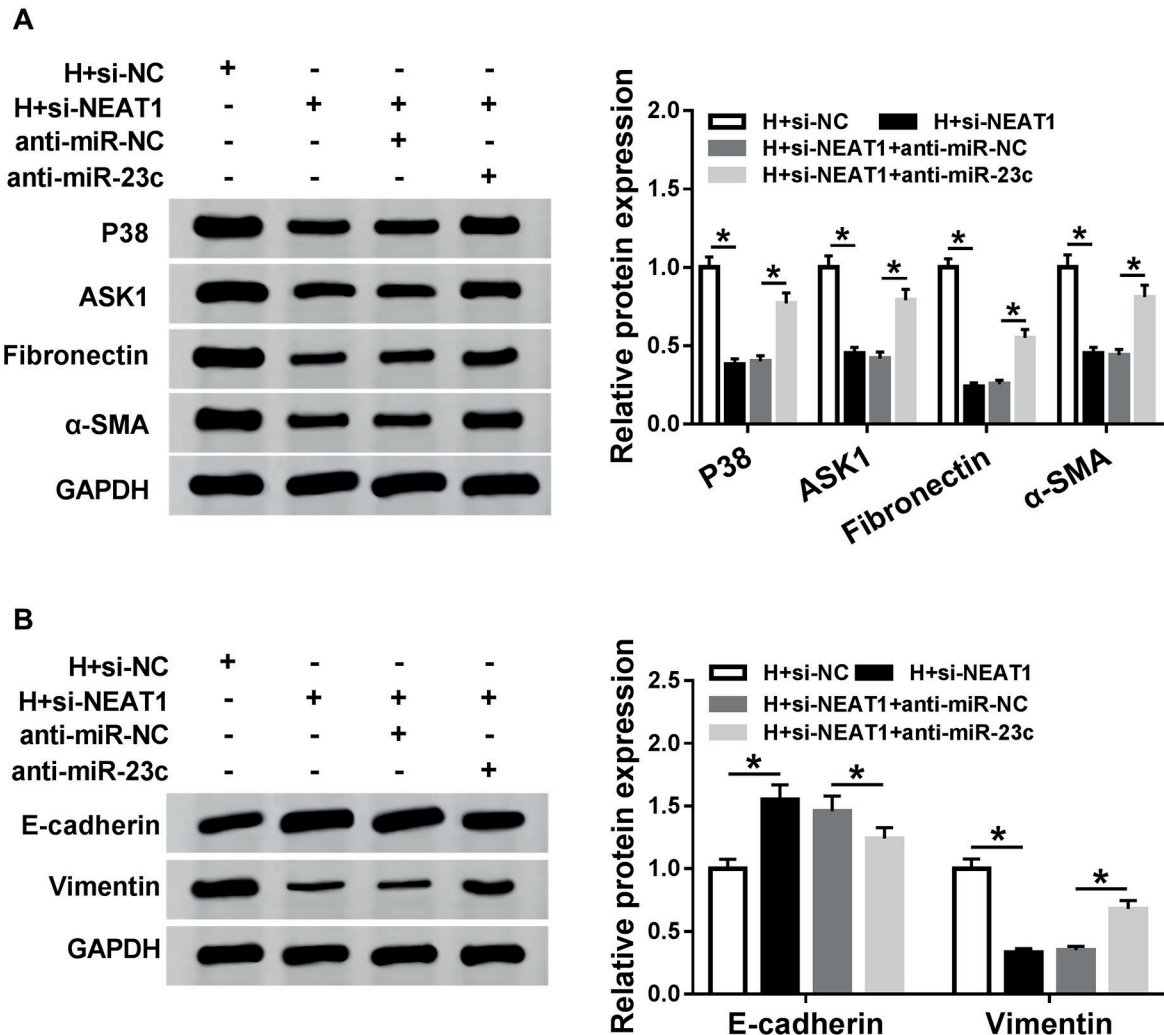 A
H+si-NC + - - -
H+si-NEAT1 - + + +
anti-miR-NC - - + -
anti-miR-23c - - - +
P38
ASK1
Fibronectin
α-SMA
GAPDH
Relative protein expression
2.0
1.5
1.0
0.5
0.0
H+si-NC H+si-NEAT1
H+si-NEAT1+anti-miR-NC
H+si-NEAT1+anti-miR-23c
* * * * * * * *
P38 ASK1 Fibronectin α-SMA
B
H+si-NC + - - -
H+si-NEAT1 - + + +
anti-miR-NC - - + -
anti-miR-23c - - - +
E-cadherin
Vimentin
GAPDH
Relative protein expression
2.5
2.0
1.5
1.0
0.5
0.0
H+si-NC H+si-NEAT1
H+si-NEAT1+anti-miR-NC
H+si-NEAT1+anti-miR-23c
* * * *
E-cadherin Vimentin